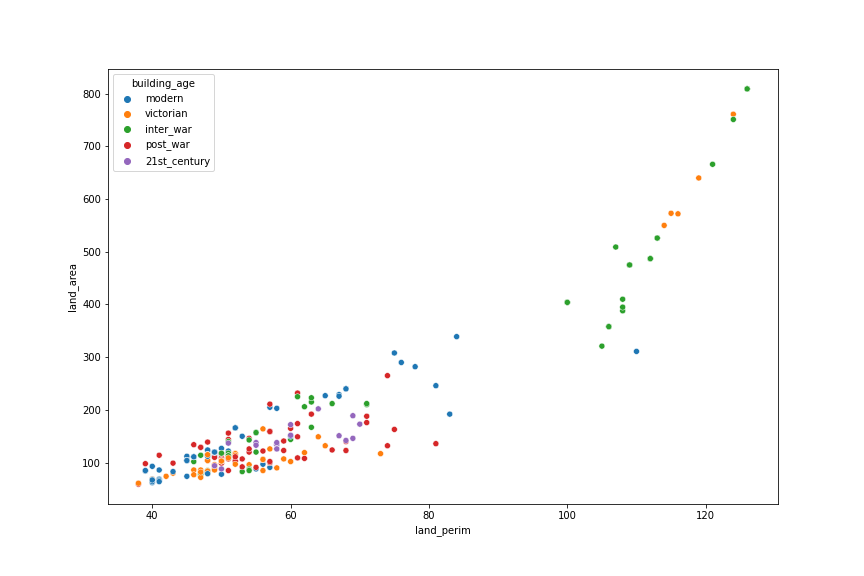 building_age
modern
victorian
inter_war
post_war
21st_century
800
700
600
500
400
300
200
100
land_area
40 60 80 100 120
land_perim